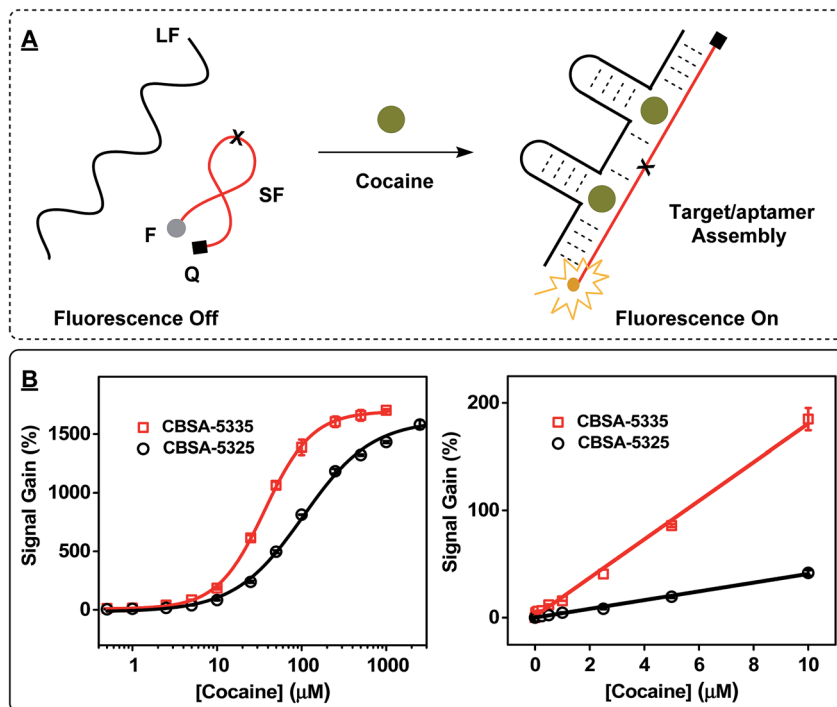 A
LF
X
SF
F
Q
Fluorescence Off
Cocaine
X
Target/aptamer
Assembly
Fluorescence On
B
Signal Gain (%)
1500
1000
500
0
CBSA-5335
CBSA-5325
1
10
100
1000
[Cocaine] (μM)
Signal Gain (%)
200
100
0
CBSA-5335
CBSA-5325
0
2
4
6
8
10
[Cocaine] (μM)